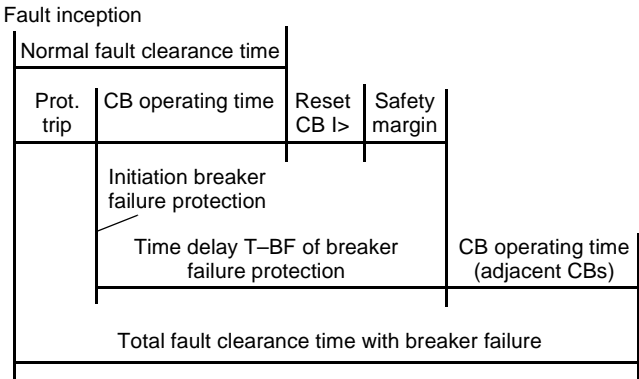 Fault inception
Normal fault clearance time
Prot.
trip
CB operating time
Reset
CB I>
Safety
margin
Initiation breaker
failure protection
Time delay T–BF of breaker
failure protection
CB operating time
(adjacent CBs)
Total fault clearance time with breaker failure